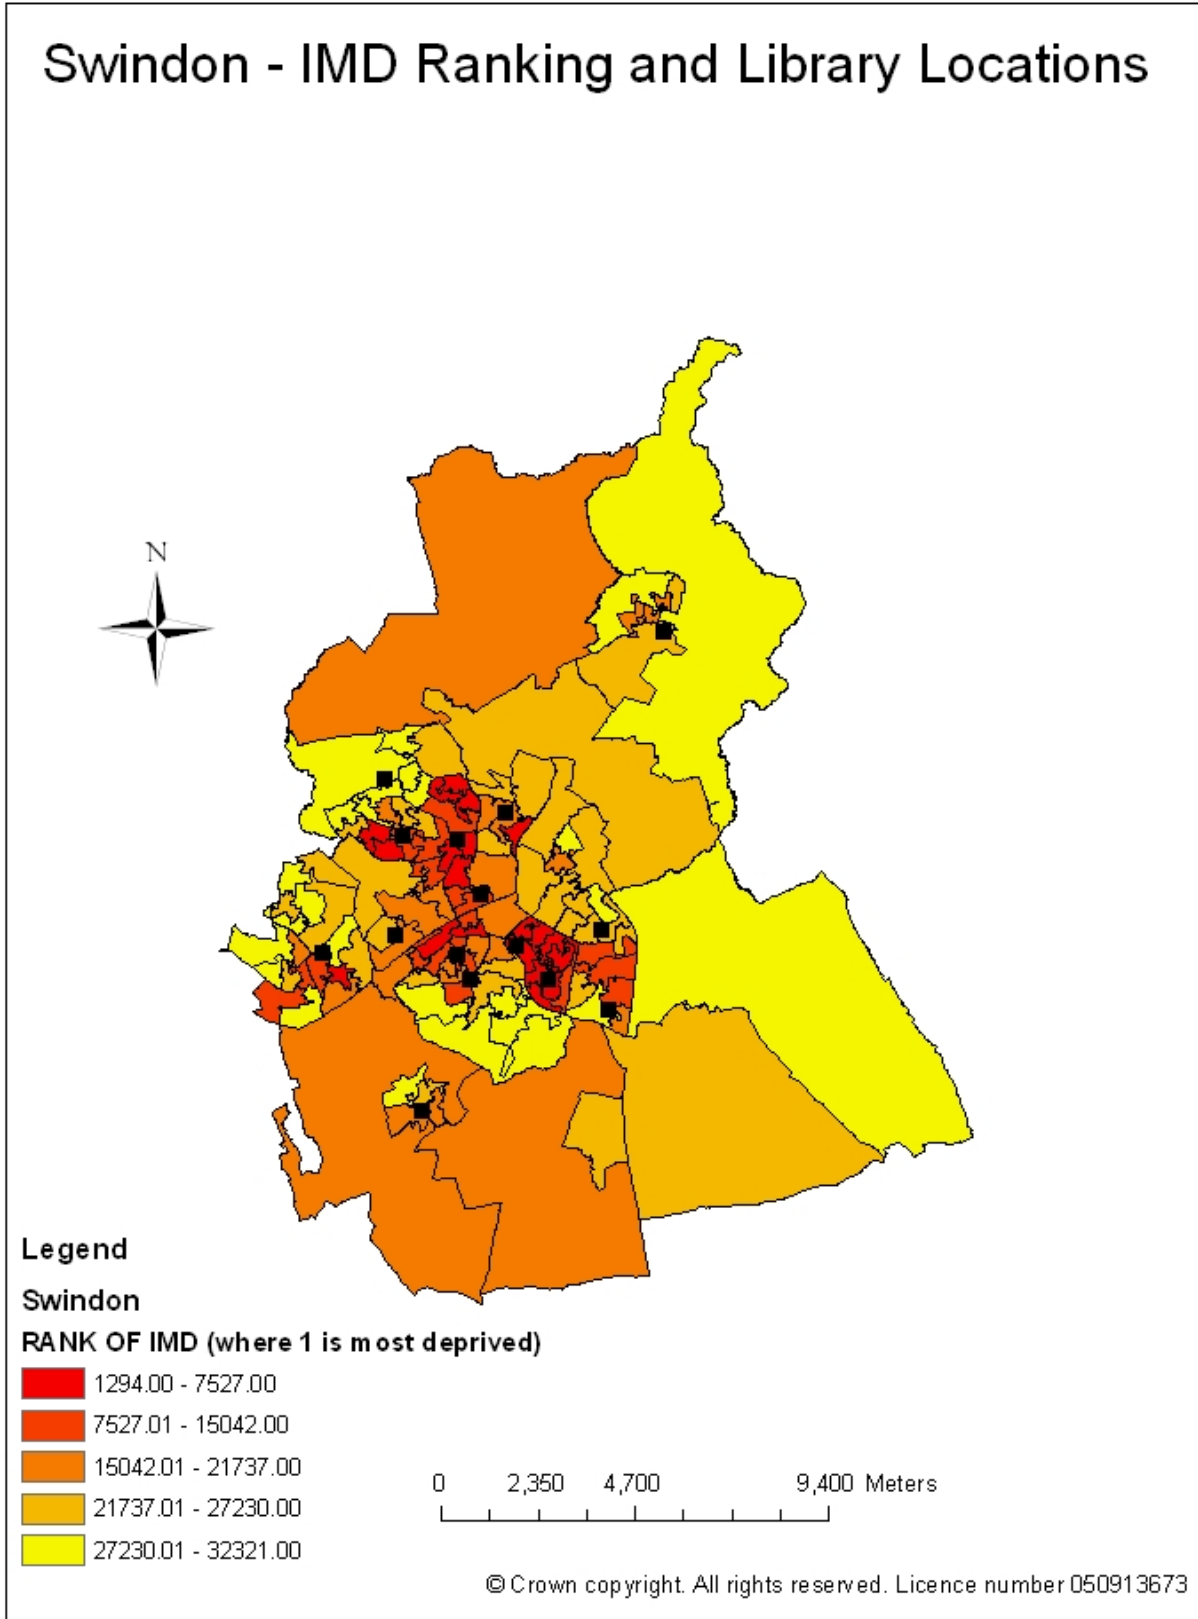 Swindon - IMD Ranking and Library Locations
N
Legend
Swindon
RANK OF IMD (where 1 is most deprived)
1294.00 - 7527.00
7527.01 - 15042.00
15042.01 - 21737.00
21737.01 - 27230.00
27230.01 - 32321.00
0 2,350 4,700 9,400 Meters
© Crown copyright. All rights reserved. Licence number 050913673